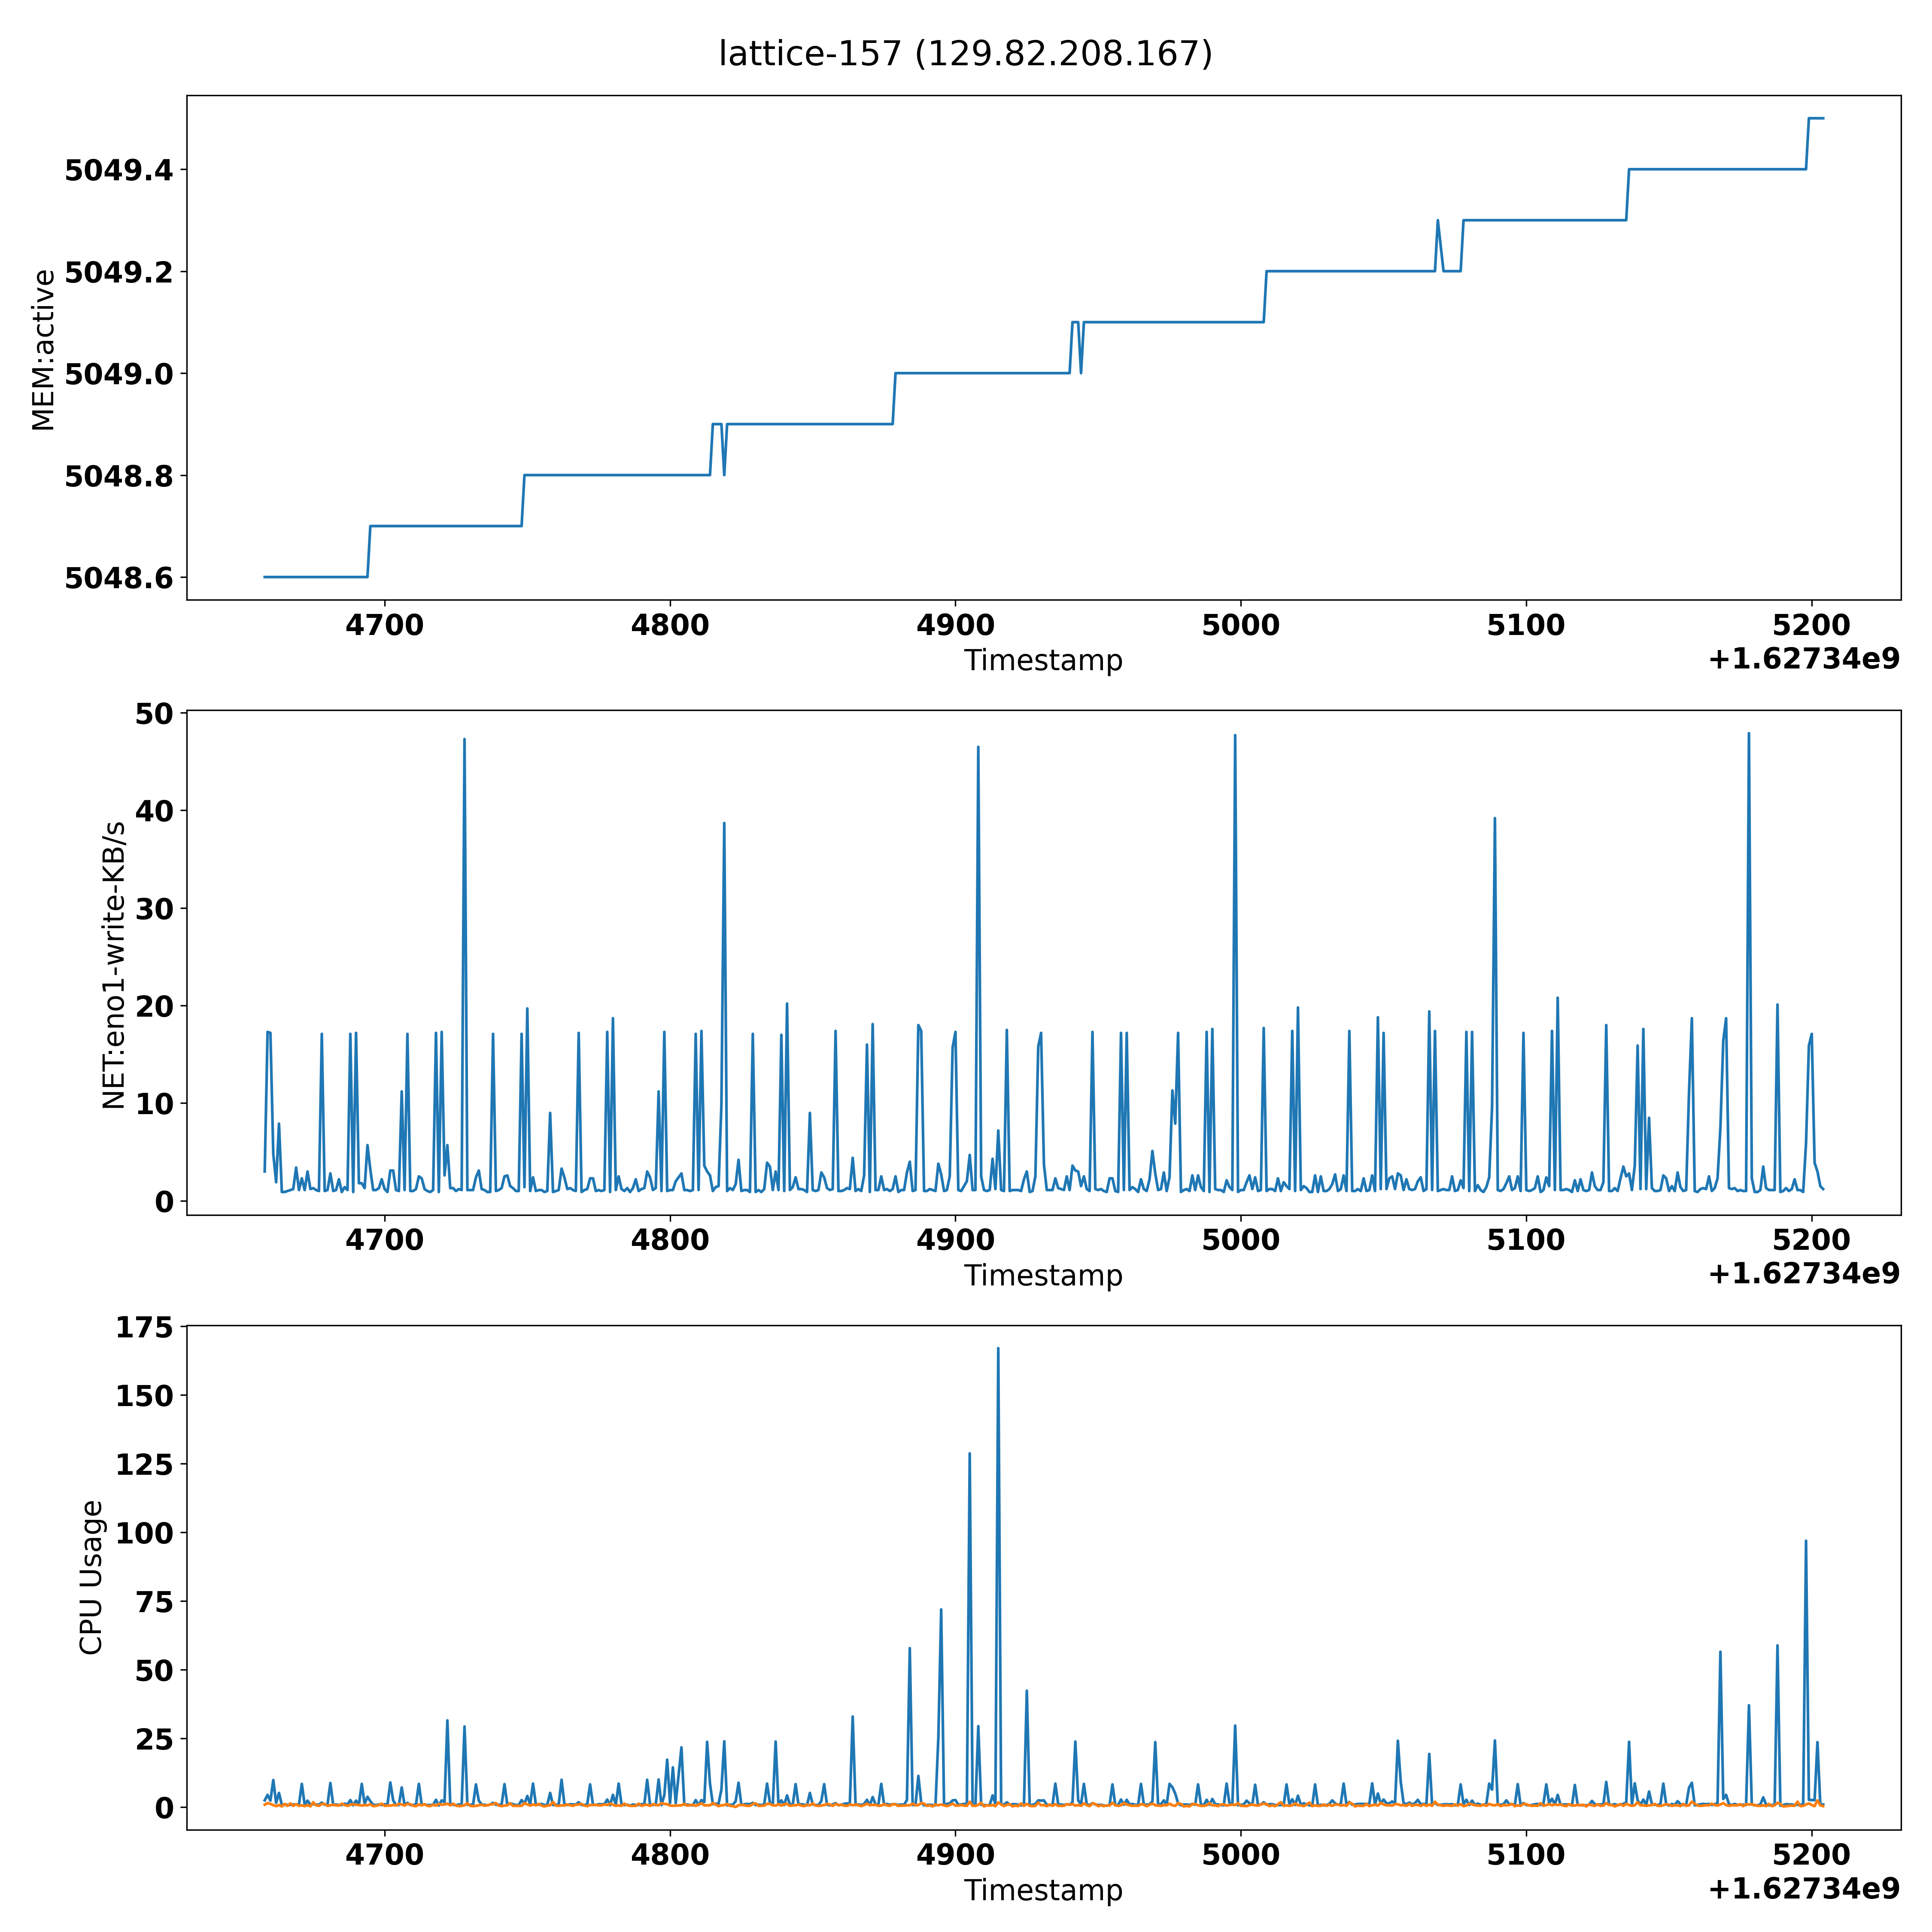 lattice-157 (129.82.208.167)
MEM:active
5049.4
5049.2
5049.0
5048.8
5048.6
4700 4800 4900 5000 5100 5200
Timestamp
+1.62734e9
NET:eno1-write-KB/s
50
40
30
20
10
0
4700 4800 4900 5000 5100 5200
Timestamp
+1.62734e9
CPU Usage
175
150
125
100
75
50
25
0
4700 4800 4900 5000 5100 5200
Timestamp
+1.62734e9